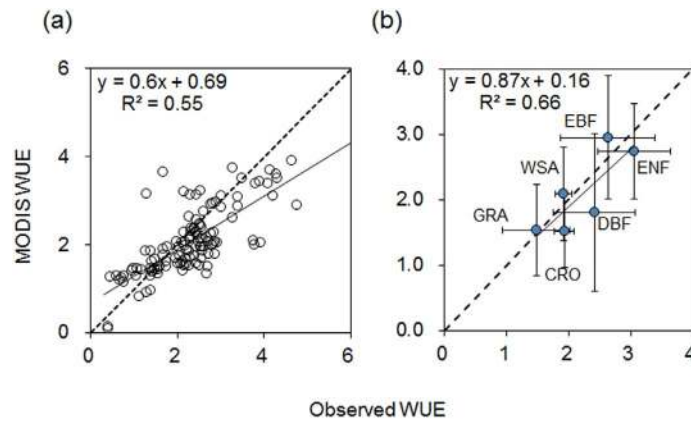 (a)
(b)
y = 0.6x + 0.69
R² = 0.55
MODIS WUE
6
4
2
0
0 2 4 6
y = 0.87x + 0.16
R² = 0.66
EBF
WSA
ENF
GRA
DBF
CRO
4.0
3.0
2.0
1.0
0.0
0 1 2 3 4
Observed WUE